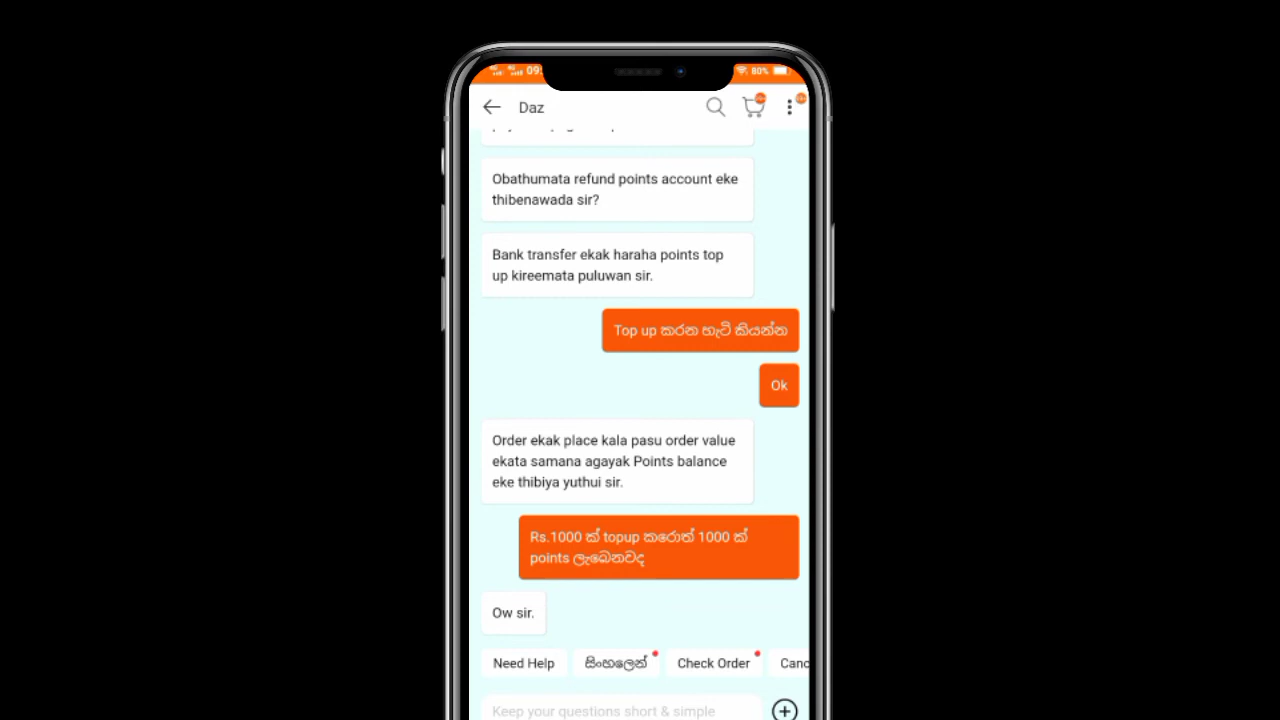 09:
80%
Daz
Obathumata refund points account eke
thibenawada sir?
Bank transfer ekak haraha points top
up kireemata puluwan sir.
Top up කරන හැටි කියන්න
Ok
Order ekak place kala pasu order value
ekata samana agayak Points balance
eke thibiya yuthui sir.
Rs.1000 ක් topup කරොත් 1000 ක්
points ලැබෙනවද
Ow sir.
Need Help
සිංහලෙන්
Check Order
Canc
Keep your questions short & simple